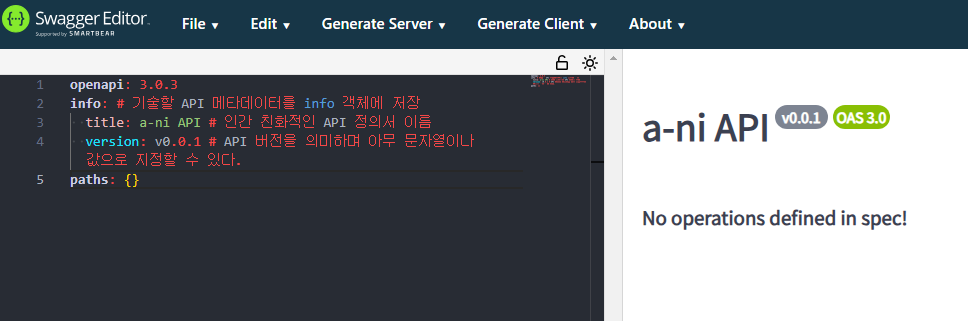 Swagger Editor.
Supported by SMARTBEAR
File ▼ Edit ▼ Generate Server ▼ Generate Client ▼ About ▼
1 openapi: 3.0.3
2 info: # 기술할 API 메타데이터를 info 객체에 저장
3 title: a-ni API # 인간 친화적인 API 정의서 이름
4 version: v0.0.1 # API 버전을 의미하며 아무 문자열이나
값으로 지정할 수 있다.
5 paths: {}
a-ni API v0.0.1 OAS 3.0
No operations defined in spec!